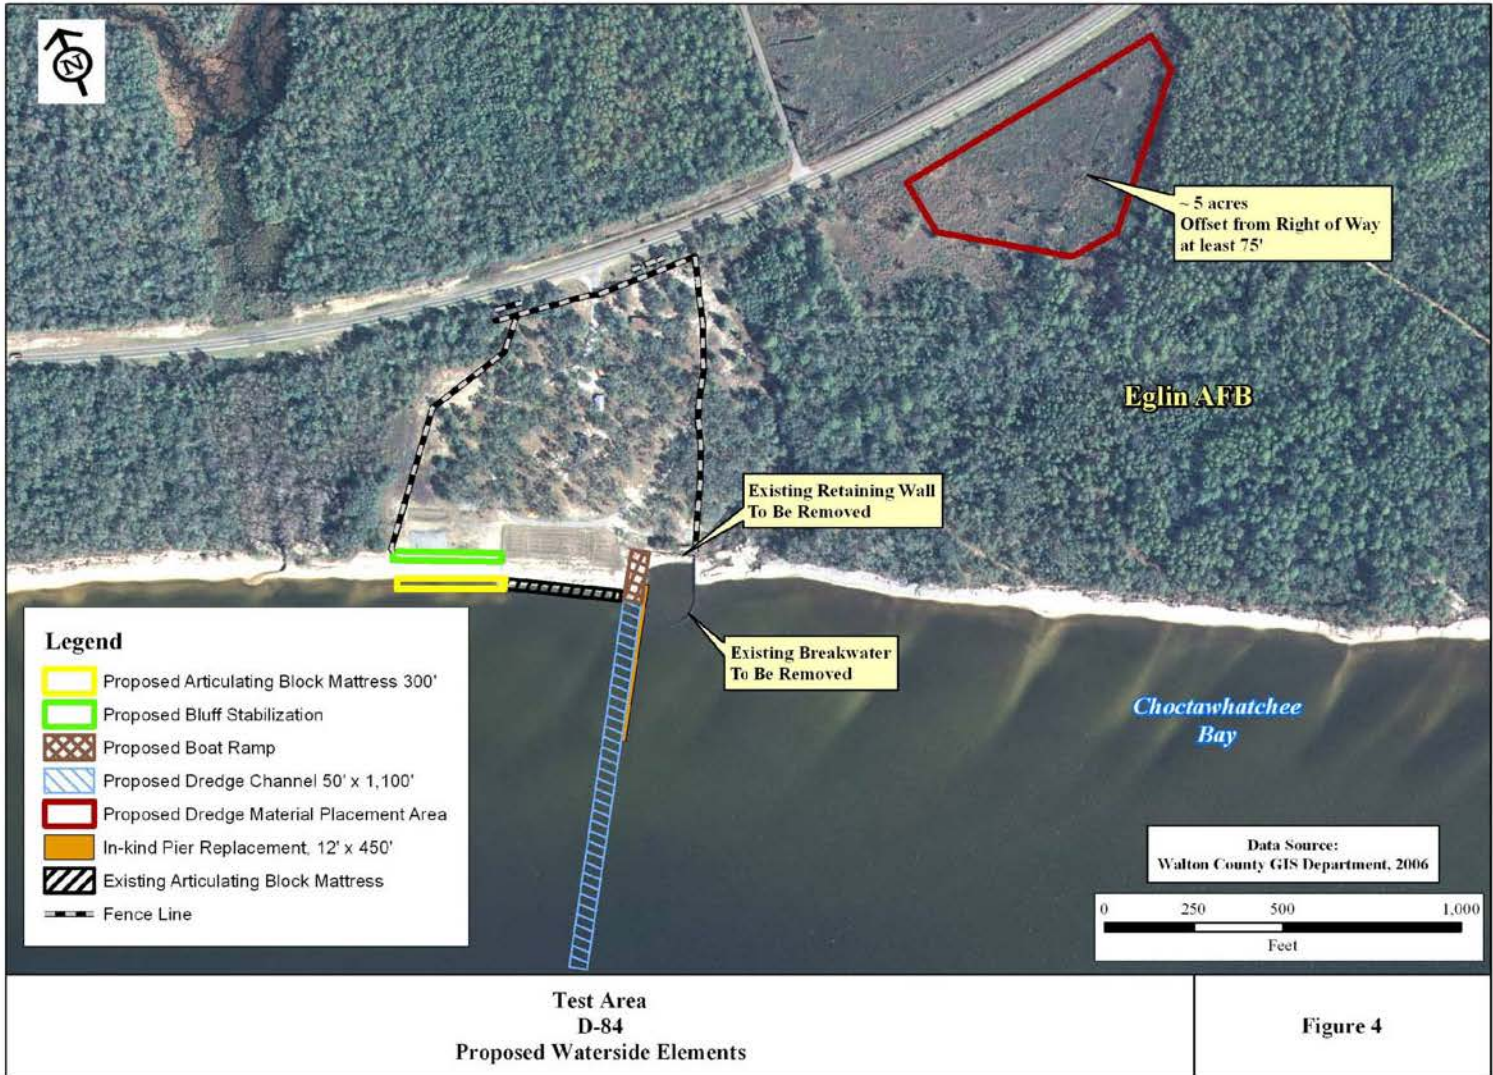 N
~ 5 acres
Offset from Right of Way
at least 75'
Eglin AFB
Existing Retaining Wall
To Be Removed
Existing Breakwater
To Be Removed
Choctawhatchee
Bay
Legend
Proposed Articulating Block Mattress 300'
Proposed Bluff Stabilization
Proposed Boat Ramp
Proposed Dredge Channel 50' x 1,100'
Proposed Dredge Material Placement Area
In-kind Pier Replacement, 12' x 450'
Existing Articulating Block Mattress
Fence Line
Data Source:
Walton County GIS Department, 2006
0 250 500 1,000
Feet
Test Area
D-84
Proposed Waterside Elements
Figure 4